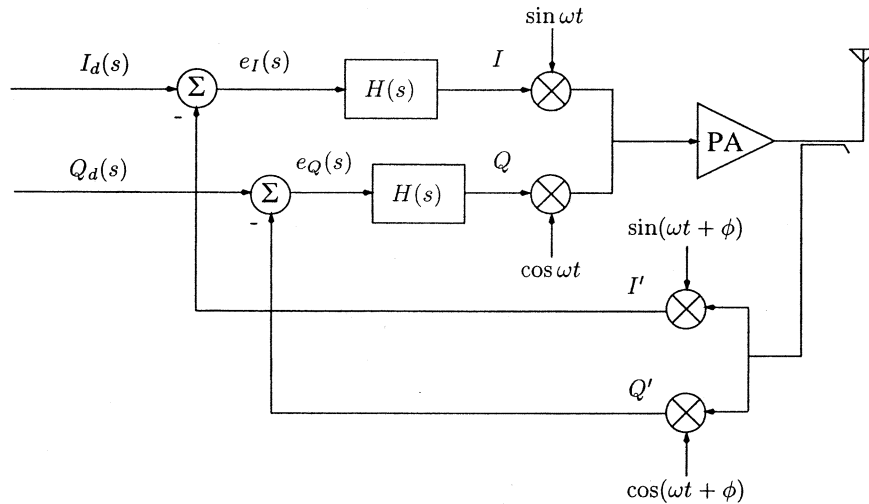 sin ωt
I_d(s)
e_I(s)
I
Σ
H(s)
-
PA
Q_d(s)
e_Q(s)
Q
Σ
H(s)
-
cos ωt
sin(ωt + ϕ)
I′
Q′
cos(ωt + ϕ)